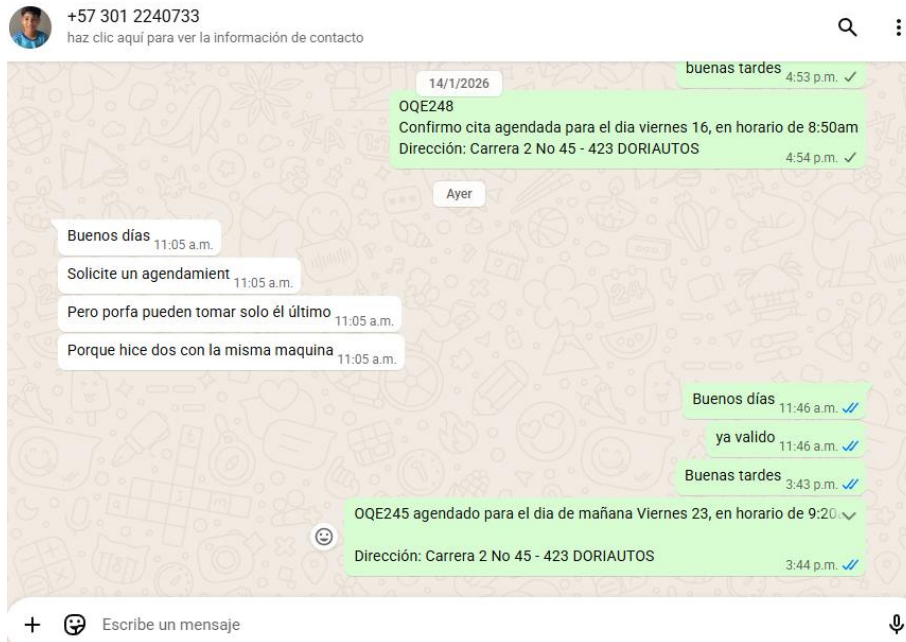 +57 301 2240733
haz clic aquí para ver la información de contacto
buenas tardes 4:53 p.m.
14/1/2026
OQE248
Confirmo cita agendada para el dia viernes 16, en horario de 8:50am
Dirección: Carrera 2 No 45 - 423 DORIAUTOS
4:54 p.m.
Ayer
Buenos días 11:05 a.m.
Solicite un agendamient 11:05 a.m.
Pero porfa pueden tomar solo él último 11:05 a.m.
Porque hice dos con la misma maquina 11:05 a.m.
Buenos días 11:46 a.m.
ya valido 11:46 a.m.
Buenas tardes 3:43 p.m.
OQE245 agendado para el dia de mañana Viernes 23, en horario de 9:20
Dirección: Carrera 2 No 45 - 423 DORIAUTOS
3:44 p.m.
Escribe un mensaje